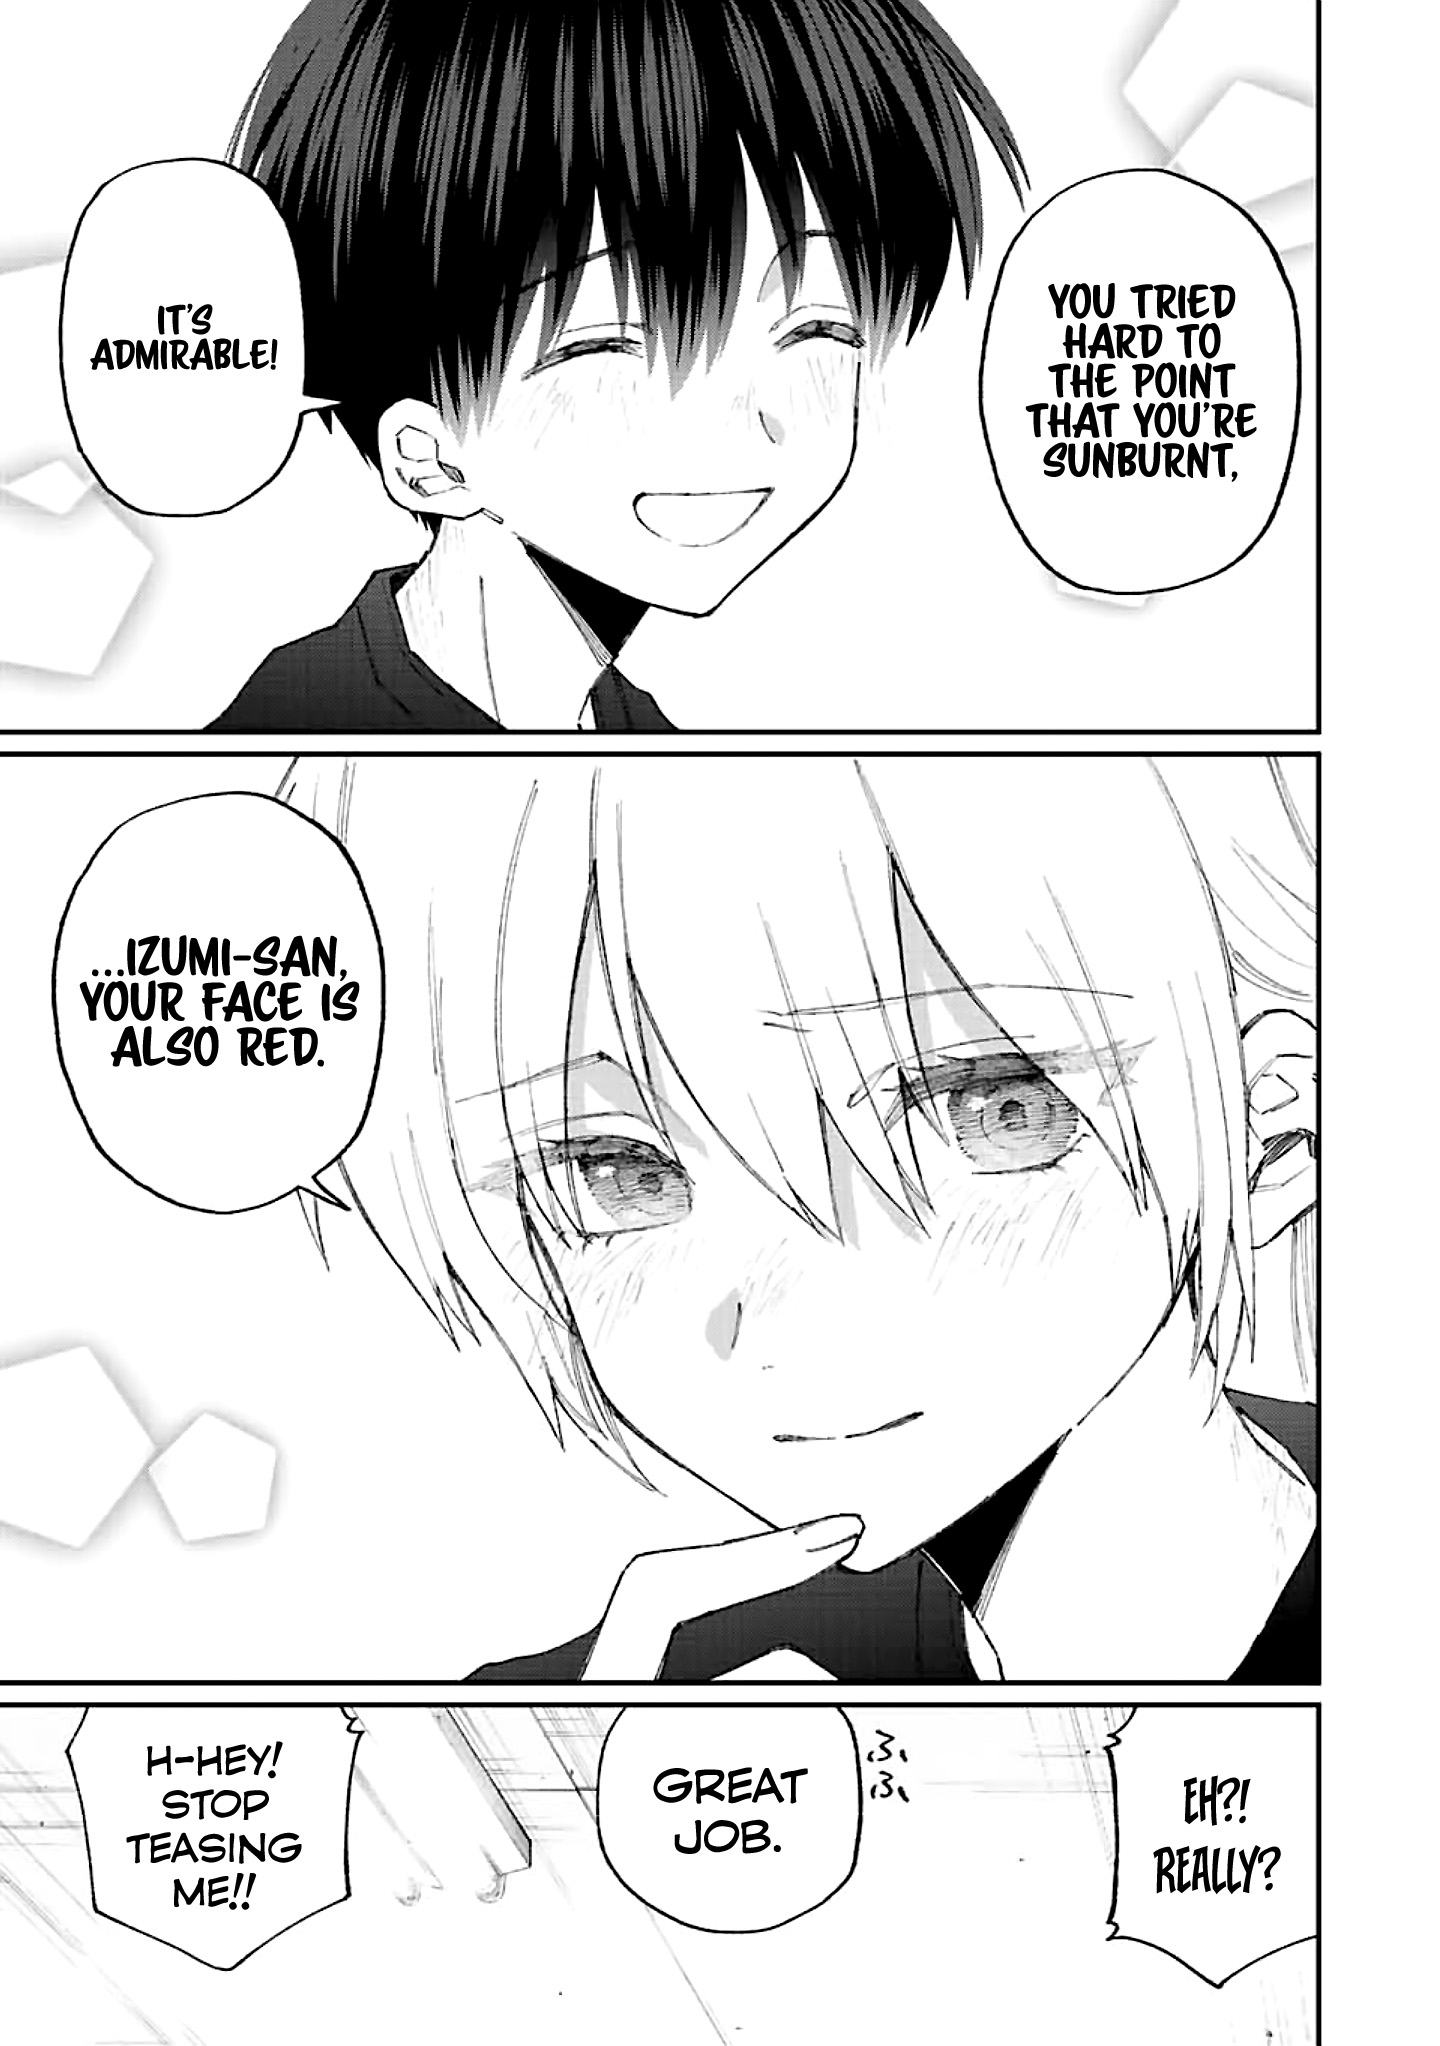 YOU TRIED
HARD TO
THE POINT
THAT YOU'RE
SUNBURNT,
IT'S
ADMIRABLE!
...IZUMI-SAN,
YOUR FACE IS
ALSO RED.
EH?!
REALLY?
ふふ
GREAT
JOB.
H-HEY!
STOP
TEASING
ME!!